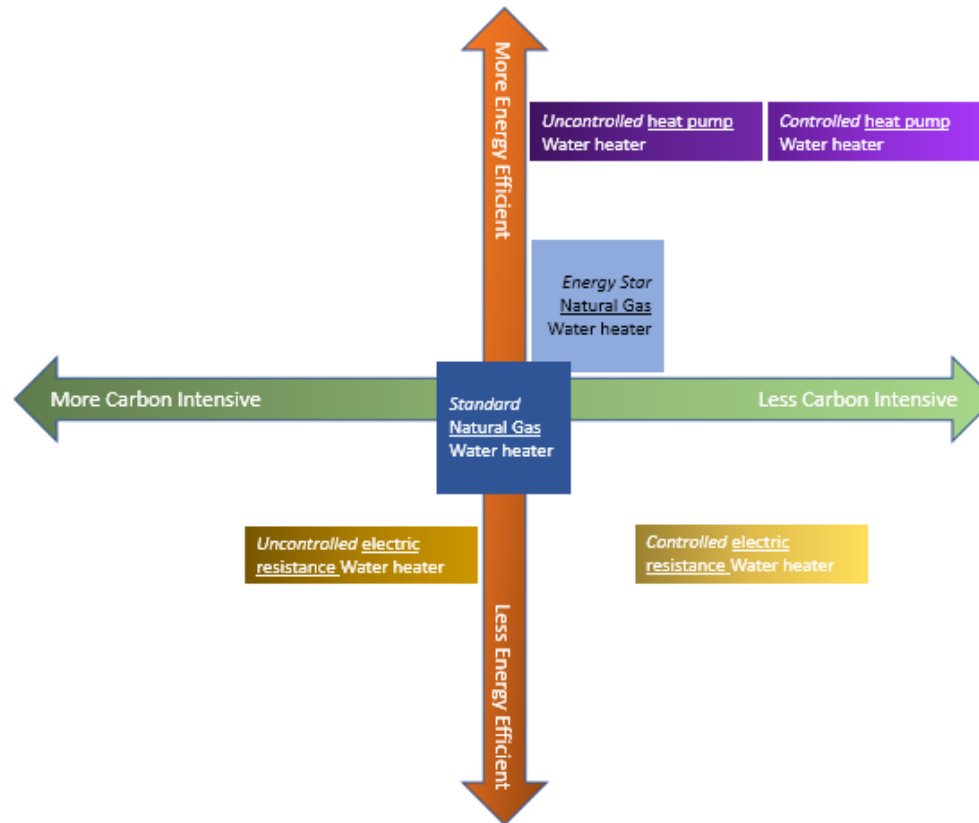 More Energy Efficient
Uncontrolled heat pump
Water heater
Controlled heat pump
Water heater
Energy Star
Natural Gas
Water heater
More Carbon Intensive
Standard
Natural Gas
Water heater
Less Carbon Intensive
Uncontrolled electric
resistance Water heater
Controlled electric
resistance Water heater
Less Energy Efficient